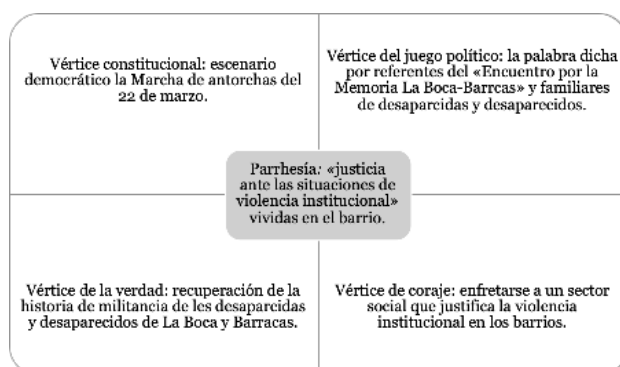 Vértice constitucional: escenario
democrático la Marcha de antorchas del
22 de marzo.
Vértice del juego político: la palabra dicha
por referentes del «Encuentro por la
Memoria La Boca-Barrcas» y familiares
de desaparcidas y desaparecidos.
Parrhesía: «justicia
ante las situaciones de
violencia institucional»
vividas en el barrio.
Vértice de la verdad: recuperación de la
historia de militancia de les desaparcidas
y desaparecidos de La Boca y Barracas.
Vértice de coraje: enfretarse a un sector
social que justifica la violencia
institucional en los barrios.